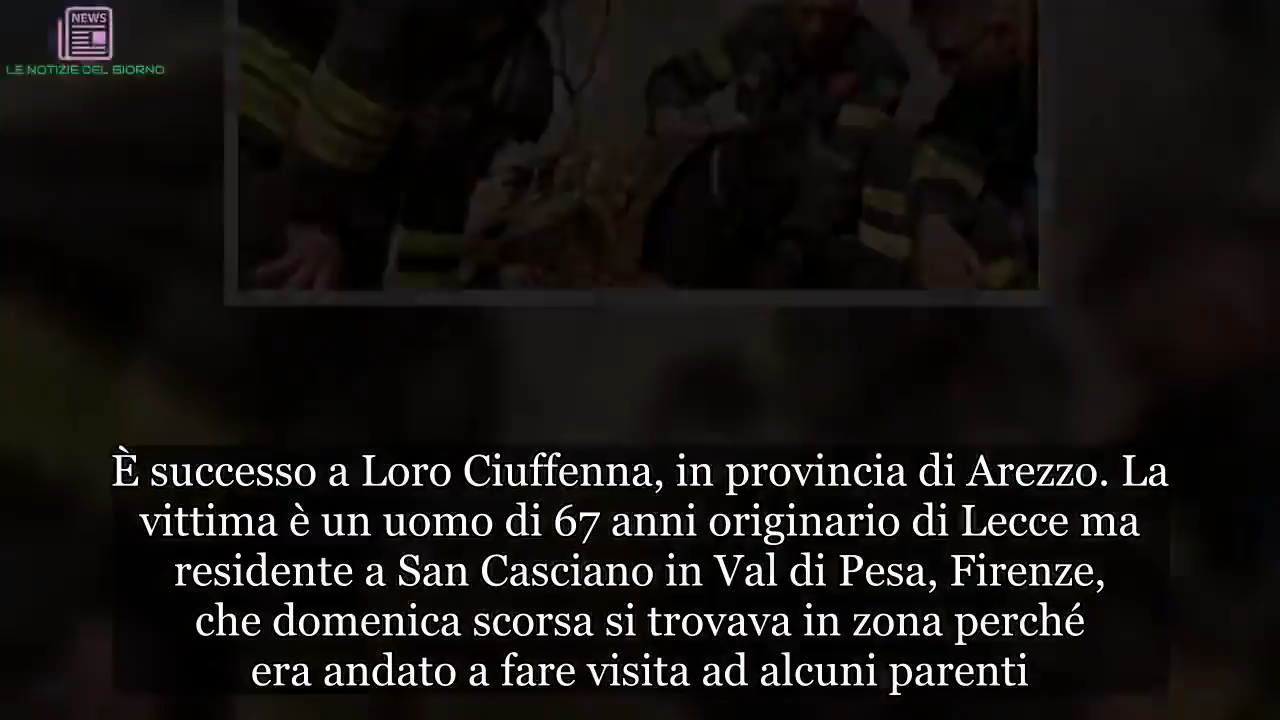 NEWS
LE NOTIZIE DEL GIORNO
È successo a Loro Ciuffenna, in provincia di Arezzo. La
vittima è un uomo di 67 anni originario di Lecce ma
residente a San Casciano in Val di Pesa, Firenze,
che domenica scorsa si trovava in zona perché
era andato a fare visita ad alcuni parenti